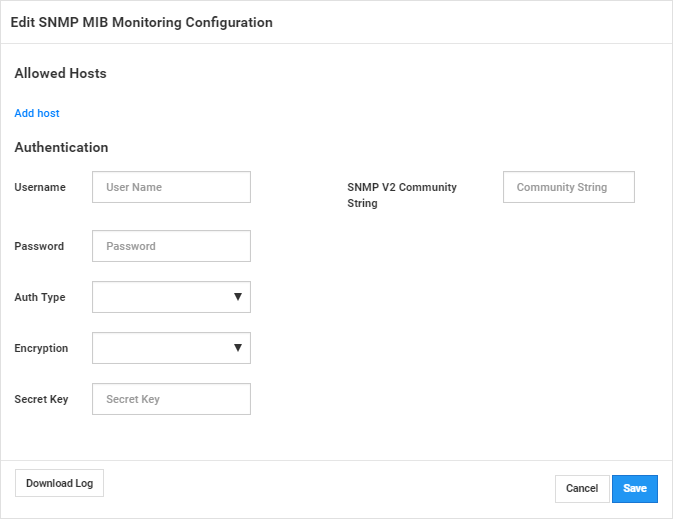 Edit SNMP MIB Monitoring Configuration
Allowed Hosts
Add host
Authentication
Username
User Name
SNMP V2 Community
String
Community String
Password
Password
Auth Type
Encryption
Secret Key
Secret Key
Download Log
Cancel
Save